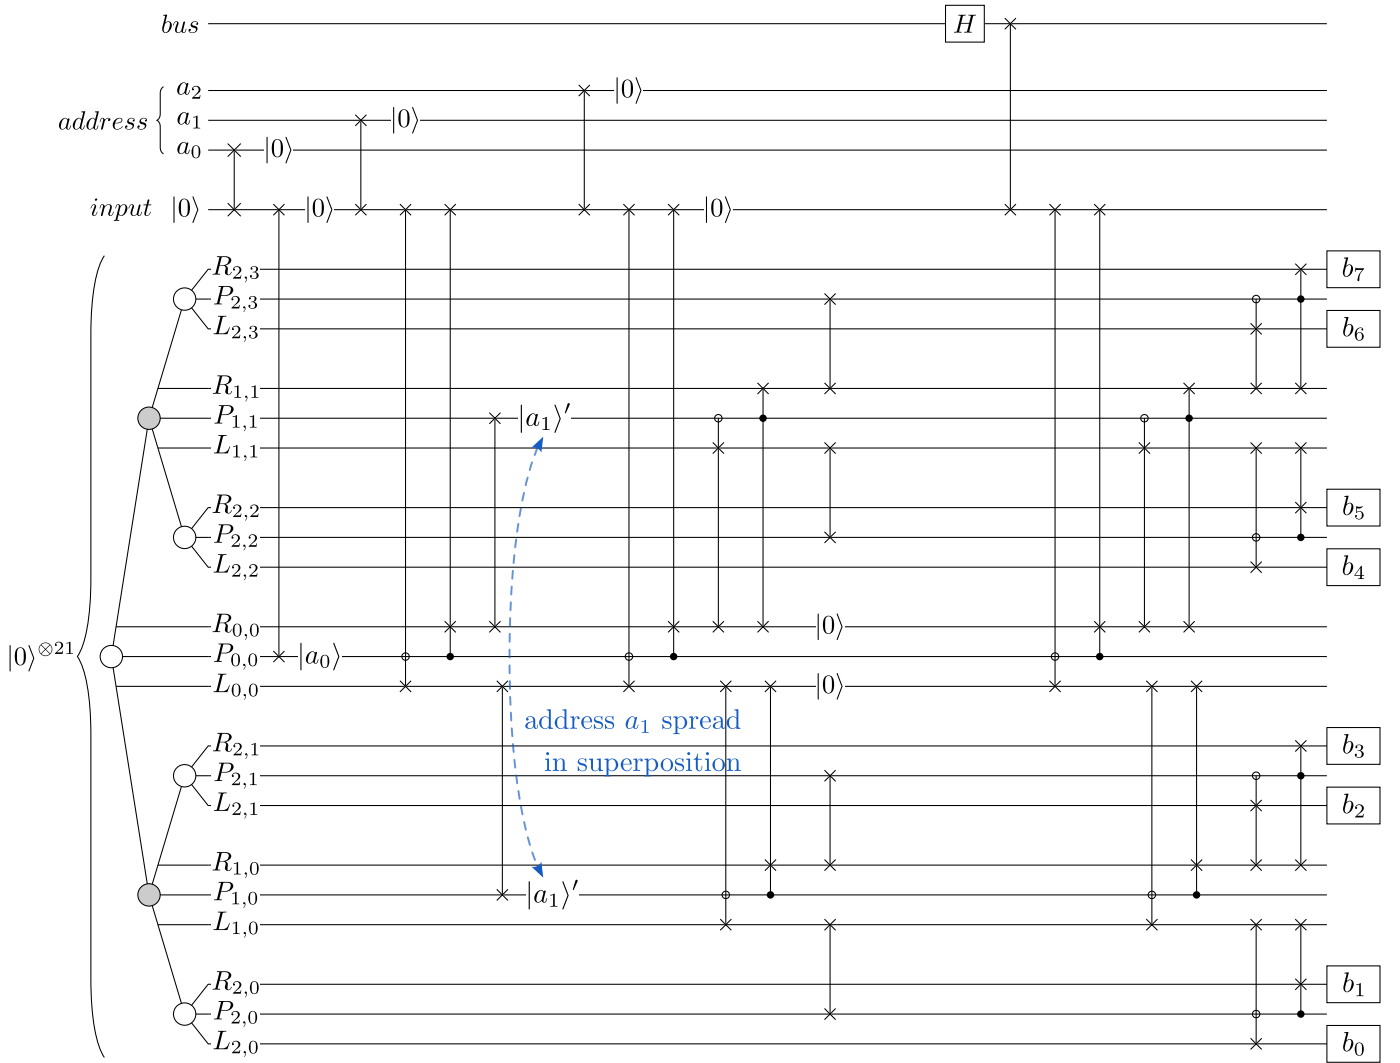 bus H
a₂ |0⟩
address a₁ |0⟩
a₀ |0⟩
input |0⟩ |0⟩ |0⟩
R₂,₃ b₇
P₂,₃
L₂,₃ b₆
R₁,₁
P₁,₁ |a₁⟩′
L₁,₁
R₂,₂ b₅
P₂,₂
L₂,₂ b₄
R₀,₀ |0⟩
|0⟩^{⊗21} P₀,₀ |a₀⟩
L₀,₀ |0⟩
address a₁ spread
in superposition
R₂,₁ b₃
P₂,₁
L₂,₁ b₂
R₁,₀
P₁,₀ |a₁⟩′
L₁,₀
R₂,₀ b₁
P₂,₀
L₂,₀ b₀